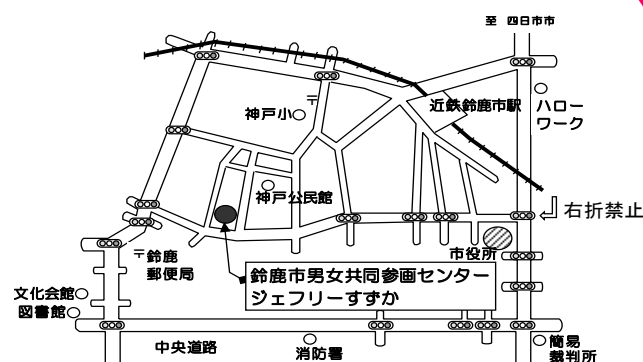 至 四日市市
近鉄鈴鹿市駅
ハロー
ワーク
〒
神戸小
神戸公民館
右折禁止
市役所
〒鈴鹿
郵便局
鈴鹿市男女共同参画センター
ジェフリーすずか
文化会館
図書館
中央道路
消防署
簡易
裁判所